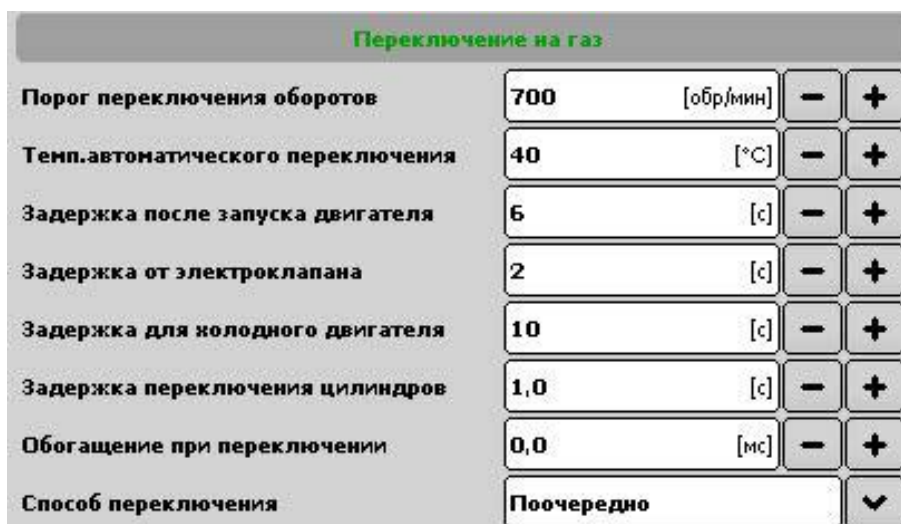 Переключение на газ
Порог переключения оборотов 700 [обр/мин] − +
Темп.автоматического переключения 40 [°C] − +
Задержка после запуска двигателя 6 [с] − +
Задержка от электроклапана 2 [с] − +
Задержка для холодного двигателя 10 [с] − +
Задержка переключения цилиндров 1,0 [с] − +
Обогащение при переключении 0,0 [мс] − +
Способ переключения Поочередно